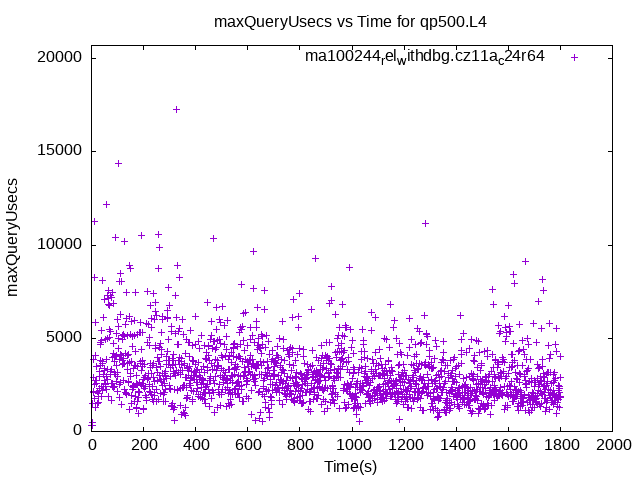 maxQueryUsecs vs Time for qp500.L4
ma100244_rel_withdbg.cz11a_c24r64
20000
15000
10000
5000
0
maxQueryUsecs
0 200 400 600 800 1000 1200 1400 1600 1800 2000
Time(s)